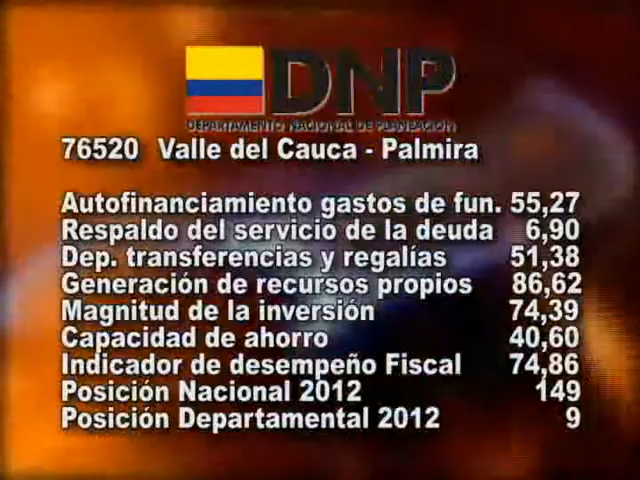 DNP
DEPARTAMENTO NACIONAL DE PLANEACION
76520 Valle del Cauca - Palmira
Autofinanciamiento gastos de fun. 55,27
Respaldo del servicio de la deuda 6,90
Dep. transferencias y regalías 51,38
Generación de recursos propios 86,62
Magnitud de la inversión 74,39
Capacidad de ahorro 40,60
Indicador de desempeño Fiscal 74,86
Posición Nacional 2012 149
Posición Departamental 2012 9